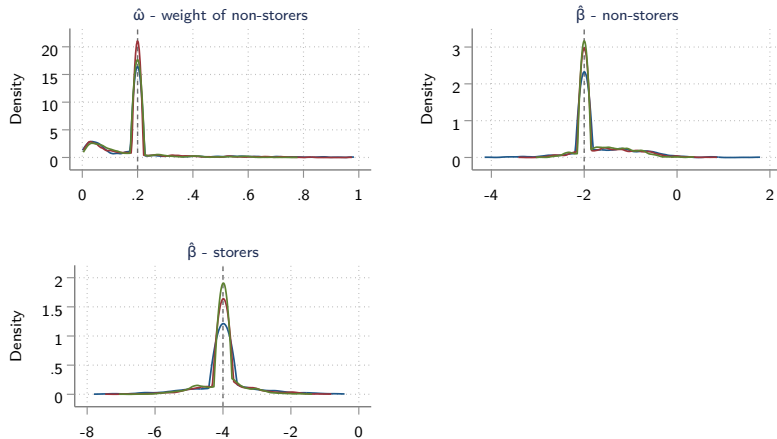 ω̂ - weight of non-storers
Density
20
15
10
5
0
0 .2 .4 .6 .8 1
β̂ - non-storers
Density
3
2
1
0
-4 -2 0 2
β̂ - storers
Density
2
1.5
1
.5
0
-8 -6 -4 -2 0